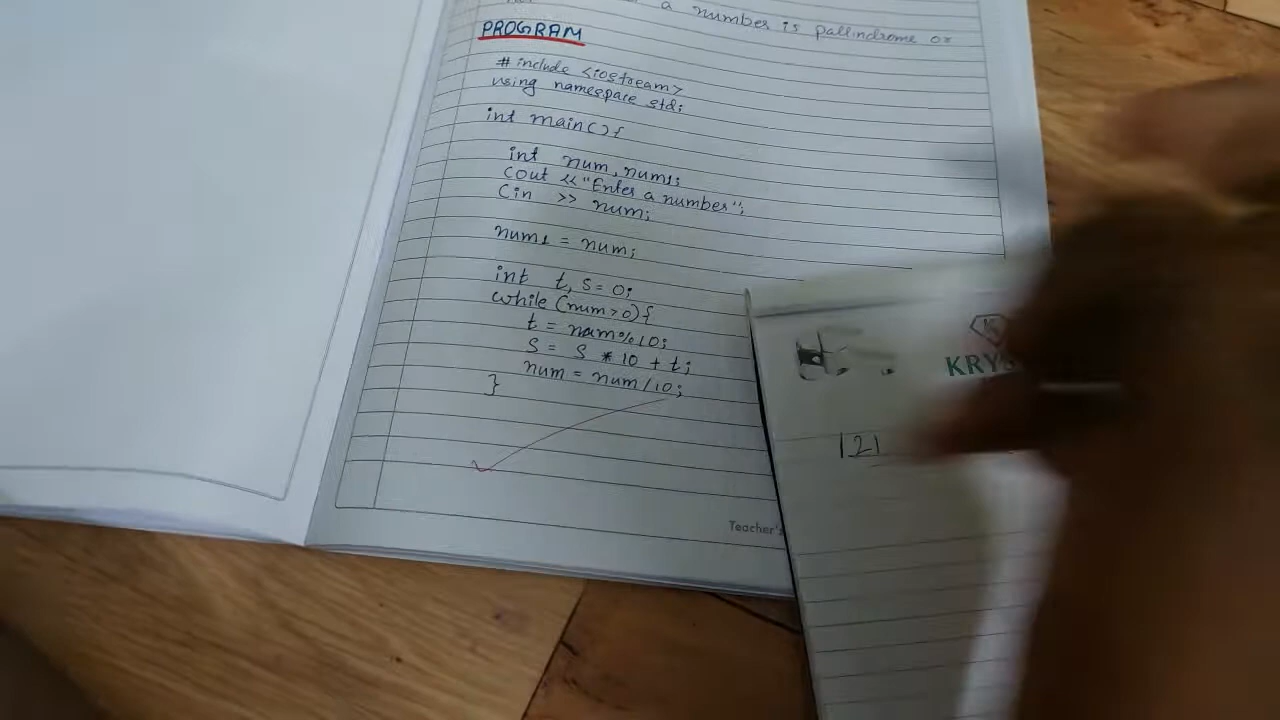 a number is pallindrome or
PROGRAM
# include <iostream>
using namespace std;
int main(){
int num, num1;
cout << "Enter a number";
Cin >> num;
num1 = num;
int t, s=0;
while (num>0){
t = num%10;
s = s * 10 + t;
num = num/10;
}
Teacher's
121